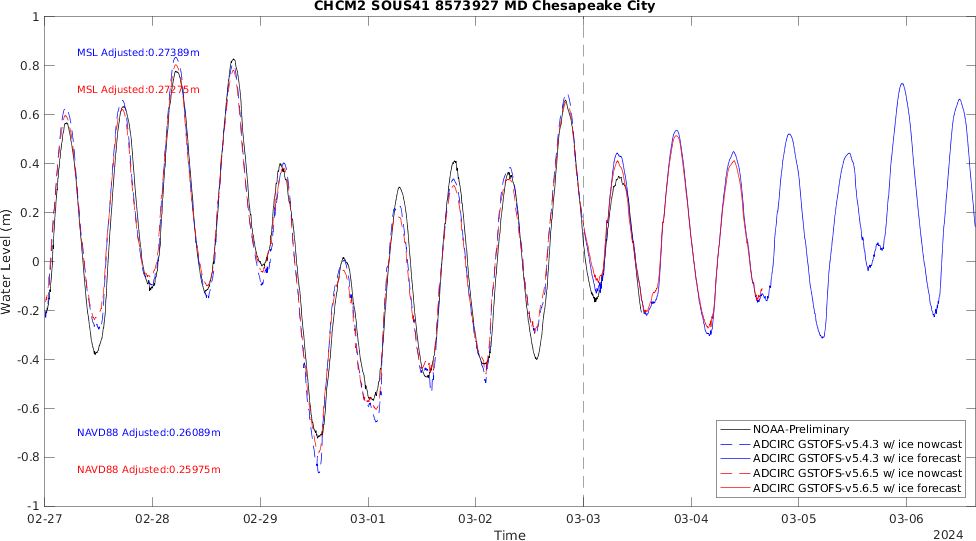 CHCM2 SOUS41 8573927 MD Chesapeake City
1
0.8
0.6
0.4
0.2
0
-0.2
-0.4
-0.6
-0.8
-1
Water Level (m)
MSL Adjusted:0.27389m
MSL Adjusted:0.27275m
NAVD88 Adjusted:0.26089m
NAVD88 Adjusted:0.25975m
NOAA-Preliminary
ADCIRC GSTOFS-v5.4.3 w/ ice nowcast
ADCIRC GSTOFS-v5.4.3 w/ ice forecast
ADCIRC GSTOFS-v5.6.5 w/ ice nowcast
ADCIRC GSTOFS-v5.6.5 w/ ice forecast
02-27 02-28 02-29 03-01 03-02 03-03 03-04 03-05 03-06
Time
2024